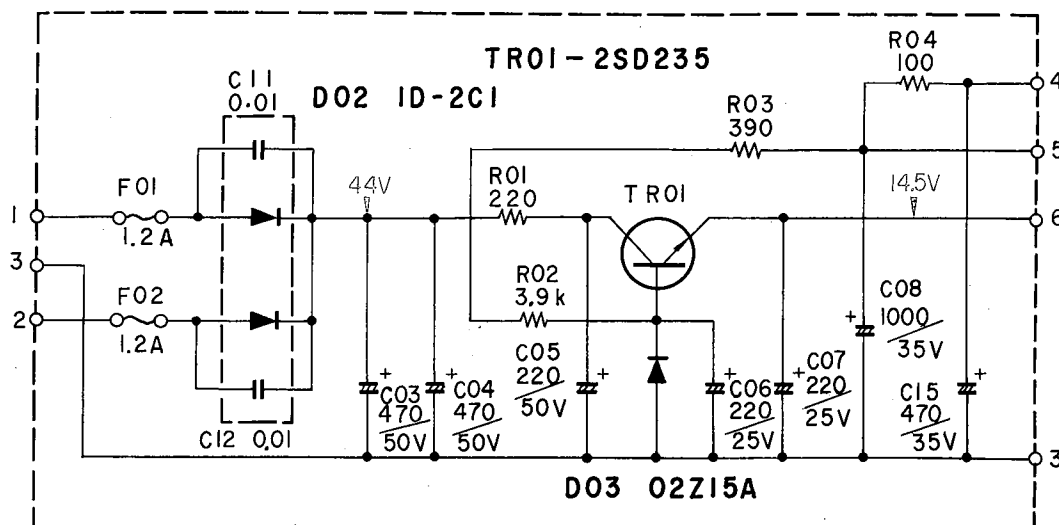 TR01-2SD235
R04
100
4
C11
0.01
D02 1D-2C1
R03
390
5
F01
1.2A
1
44V
R01
220
TR01
14.5V
6
3
F02
1.2A
2
R02
3.9k
C08
1000
35V
C03
470
50V
C04
470
50V
C05
220
50V
C06
220
25V
C07
220
25V
C15
470
35V
C12 0.01
3
D03 02Z15A